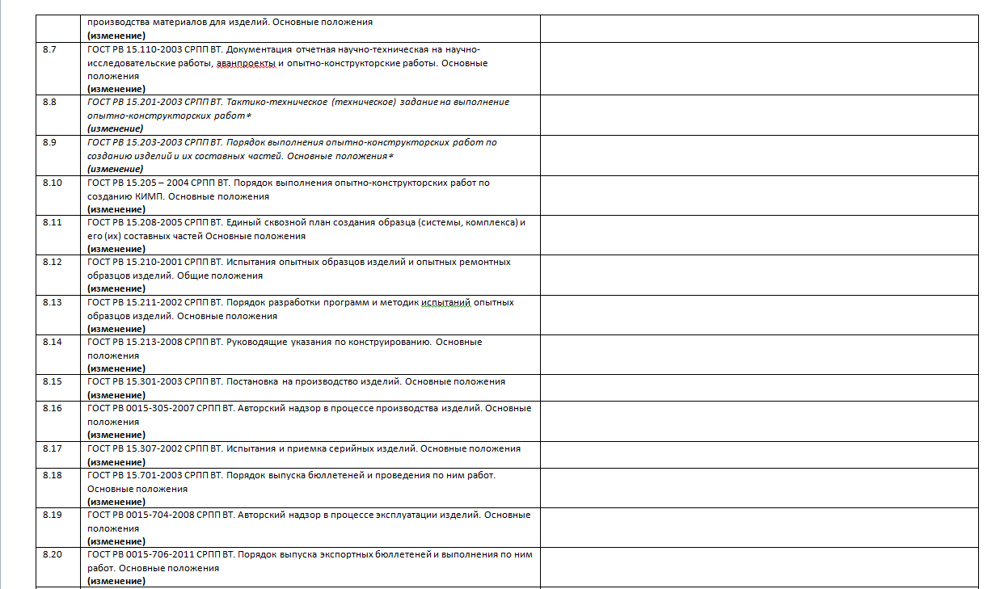 производства материалов для изделий. Основные положения
(изменение)
8.7
ГОСТ РВ 15.110-2003 СРПП ВТ. Документация отчетная научно-техническая на научно-
исследовательские работы, аванпроекты и опытно-конструкторские работы. Основные
положения
(изменение)
8.8
ГОСТ РВ 15.201-2003 СРПП ВТ. Тактико-техническое (техническое) задание на выполнение
опытно-конструкторских работ*
(изменение)
8.9
ГОСТ РВ 15.203-2003 СРПП ВТ. Порядок выполнения опытно-конструкторских работ по
созданию изделий и их составных частей. Основные положения*
(изменение)
8.10
ГОСТ РВ 15.205 – 2004 СРПП ВТ. Порядок выполнения опытно-конструкторских работ по
созданию КИМП. Основные положения
(изменение)
8.11
ГОСТ РВ 15.208-2005 СРПП ВТ. Единый сквозной план создания образца (системы, комплекса) и
его (их) составных частей Основные положения
(изменение)
8.12
ГОСТ РВ 15.210-2001 СРПП ВТ. Испытания опытных образцов изделий и опытных ремонтных
образцов изделий. Общие положения
(изменение)
8.13
ГОСТ РВ 15.211-2002 СРПП ВТ. Порядок разработки программ и методик испытаний опытных
образцов изделий. Основные положения
(изменение)
8.14
ГОСТ РВ 15.213-2008 СРПП ВТ. Руководящие указания по конструированию. Основные
положения
(изменение)
8.15
ГОСТ РВ 15.301-2003 СРПП ВТ. Постановка на производство изделий. Основные положения
(изменение)
8.16
ГОСТ РВ 0015-305-2007 СРПП ВТ. Авторский надзор в процессе производства изделий. Основные
положения
(изменение)
8.17
ГОСТ РВ 15.307-2002 СРПП ВТ. Испытания и приемка серийных изделий. Основные положения
(изменение)
8.18
ГОСТ РВ 15.701-2003 СРПП ВТ. Порядок выпуска бюллетеней и проведения по ним работ.
Основные положения
(изменение)
8.19
ГОСТ РВ 0015-704-2008 СРПП ВТ. Авторский надзор в процессе эксплуатации изделий. Основные
положения
(изменение)
8.20
ГОСТ РВ 0015-706-2011 СРПП ВТ. Порядок выпуска экспортных бюллетеней и выполнения по ним
работ. Основные положения
(изменение)